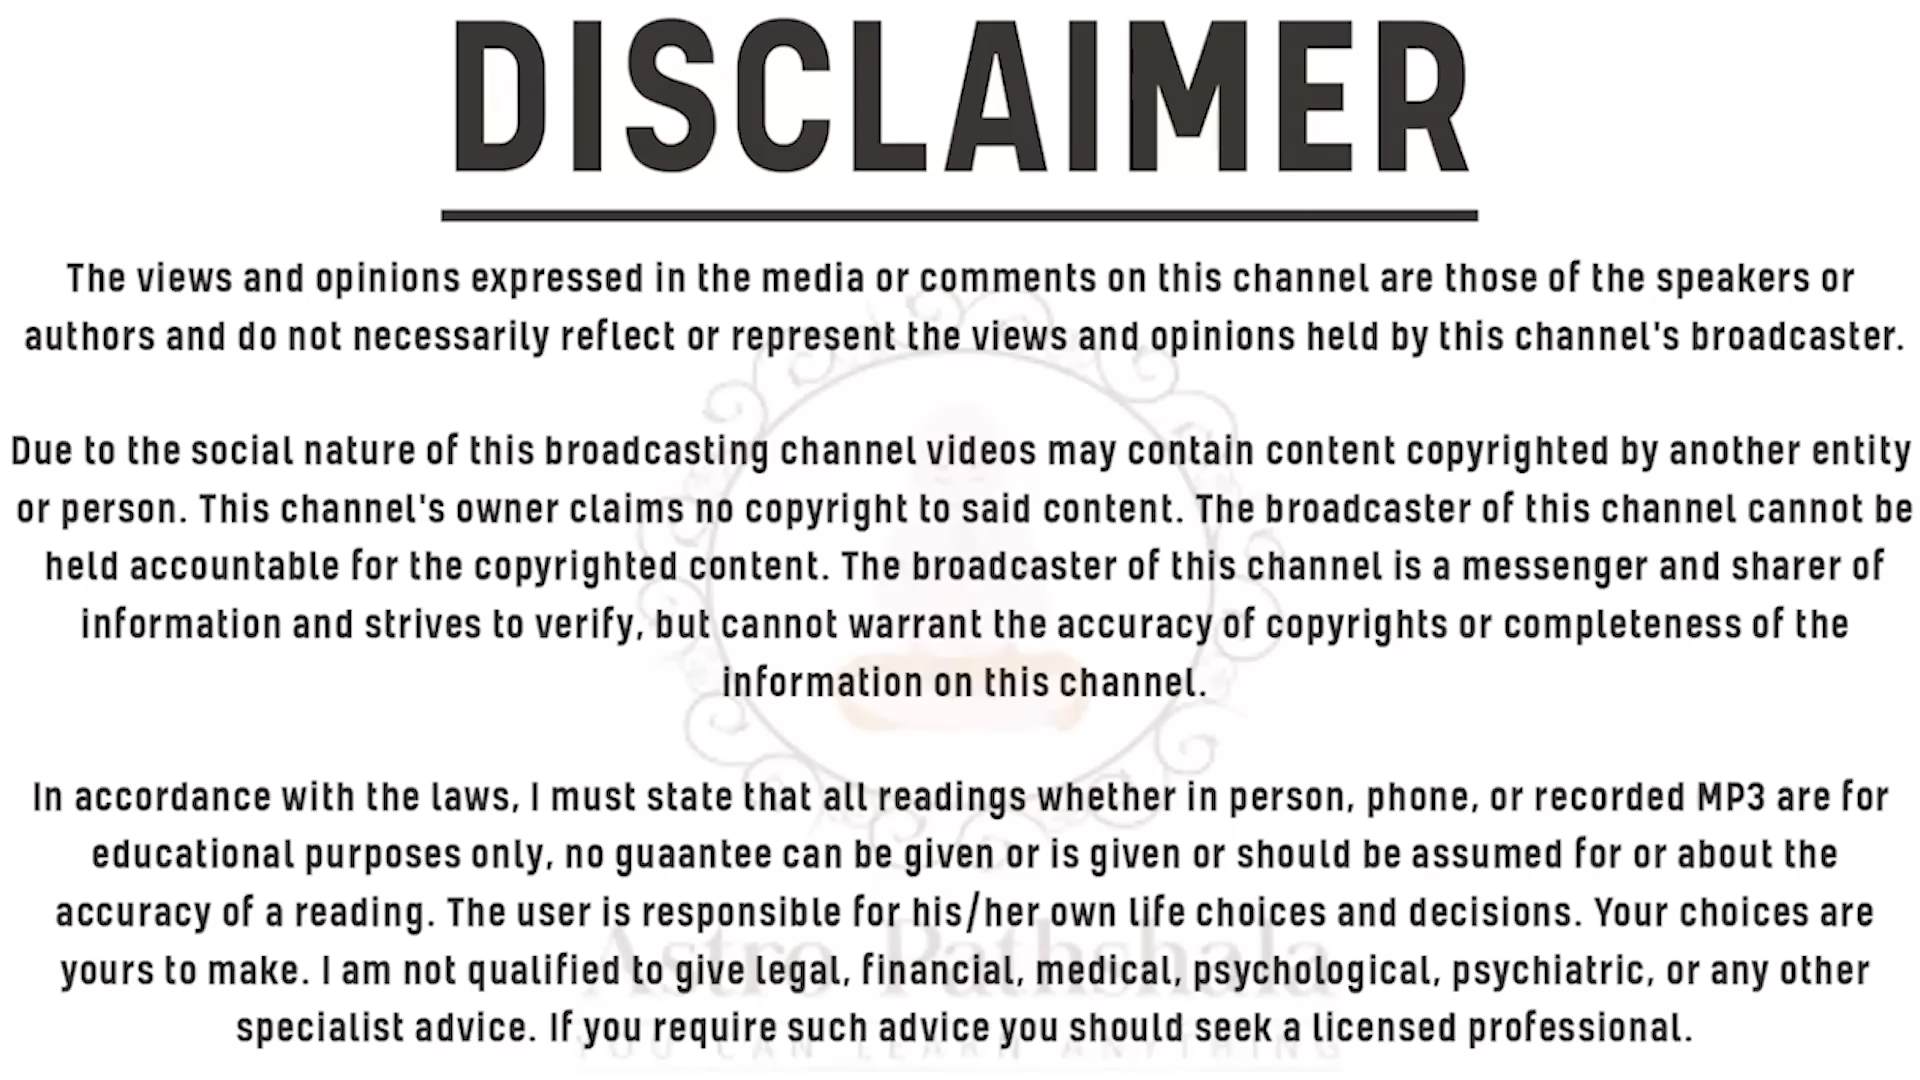 DISCLAIMER
The views and opinions expressed in the media or comments on this channel are those of the speakers or
authors and do not necessarily reflect or represent the views and opinions held by this channel's broadcaster.
Due to the social nature of this broadcasting channel videos may contain content copyrighted by another entity
or person. This channel's owner claims no copyright to said content. The broadcaster of this channel cannot be
held accountable for the copyrighted content. The broadcaster of this channel is a messenger and sharer of
information and strives to verify, but cannot warrant the accuracy of copyrights or completeness of the
information on this channel.
In accordance with the laws, I must state that all readings whether in person, phone, or recorded MP3 are for
educational purposes only, no guaantee can be given or is given or should be assumed for or about the
accuracy of a reading. The user is responsible for his/her own life choices and decisions. Your choices are
Astro Pathshala
yours to make. I am not qualified to give legal, financial, medical, psychological, psychiatric, or any other
specialist advice. If you require such advice you should seek a licensed professional.
YOU CAN LEARN ANYTHING